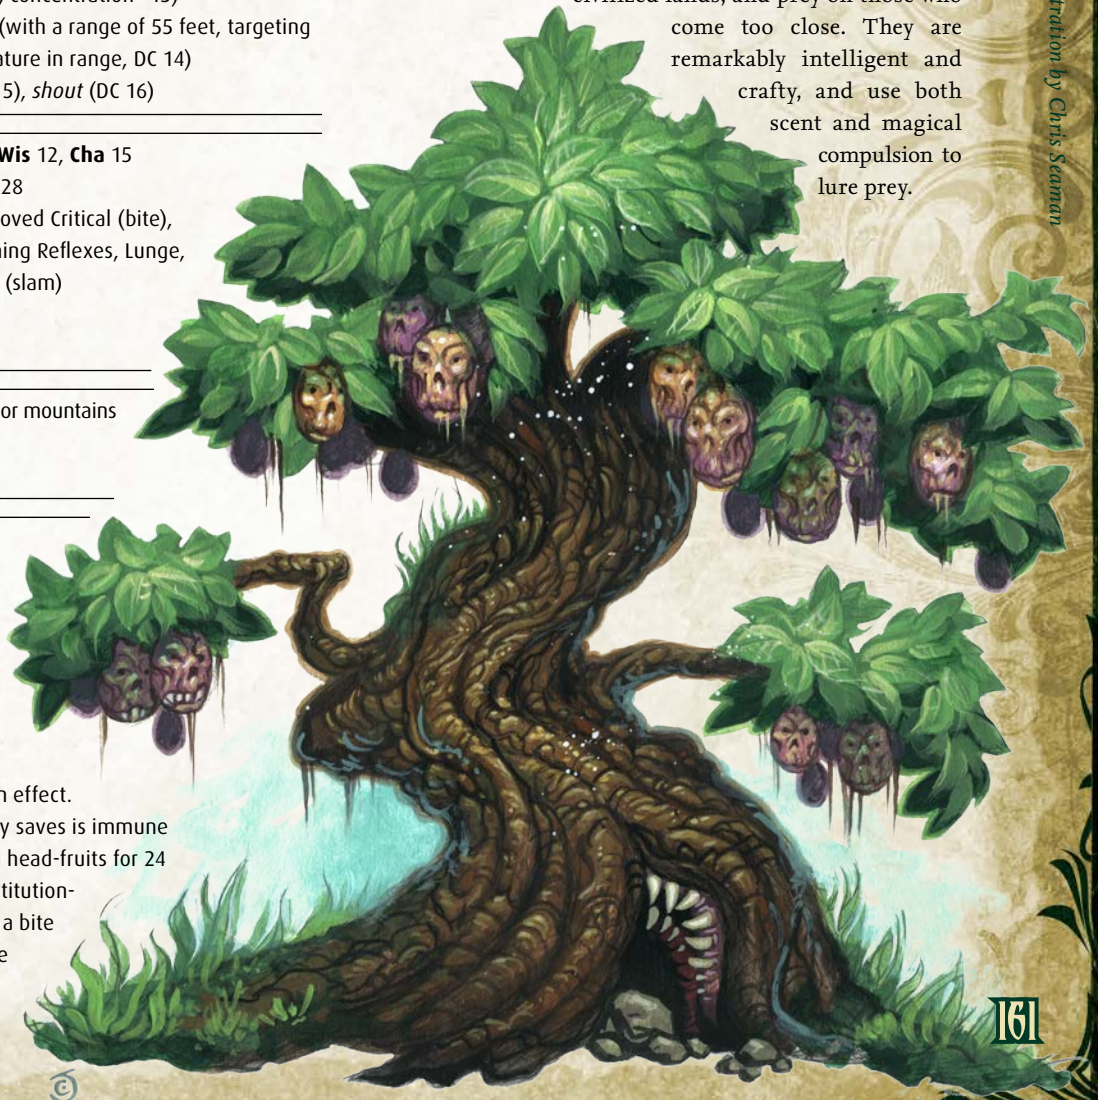 (with a range of 55 feet, targeting
ature in range, DC 14)
5), shout (DC 16)
Wis 12, Cha 15
28
oved Critical (bite),
ing Reflexes, Lunge,
(slam)
or mountains
n effect.
y saves is immune
head-fruits for 24
titution-
a bite
e
civilized lands, and prey on those who
come too close. They are
remarkably intelligent and
crafty, and use both
scent and magical
compulsion to
lure prey.
tration by Chris Seaman
161